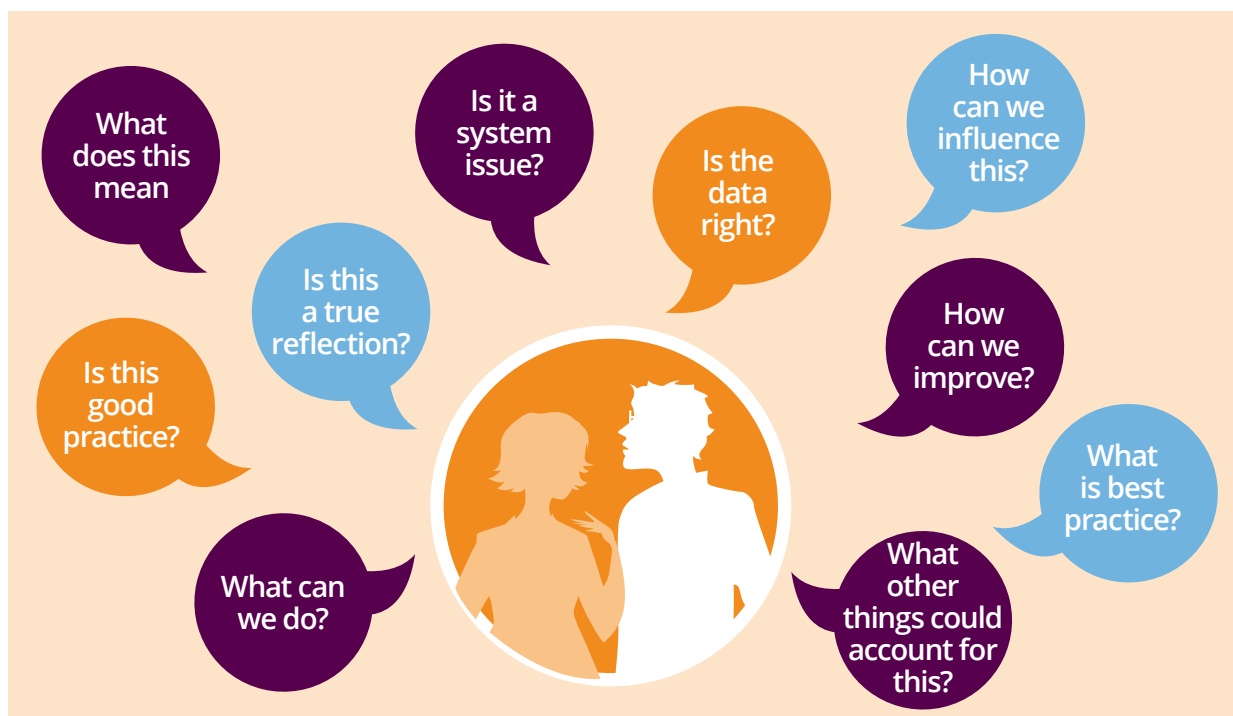 What
does this
mean
Is it a
system
issue?
Is the
data
right?
How
can we
influence
this?
Is this
a true
reflection?
How
can we
improve?
Is this
good
practice?
What
is best
practice?
What can
we do?
What
other
things could
account for
this?